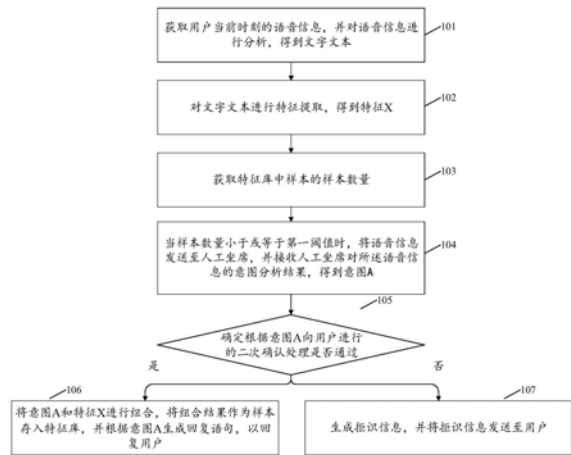 获取用户当前时刻的语音信息，并对语音信息进
行分析，得到文字文本
101
对文字文本进行特征提取，得到特征X
102
获取特征库中样本的样本数量
103
当样本数量小于或等于第一阈值时，将语音信息
发送至人工坐席，并接收人工坐席对所述语音信
息的意图分析结果，得到意图A
104
105
确定根据意图A向用户进行
的二次确认处理是否通过
是
否
106
将意图A和特征X进行组合，将组合结果作为样本
存入特征库，并根据意图A生成回复语句，以回
复用户
107
生成拒识信息，并将拒识信息发送至用户